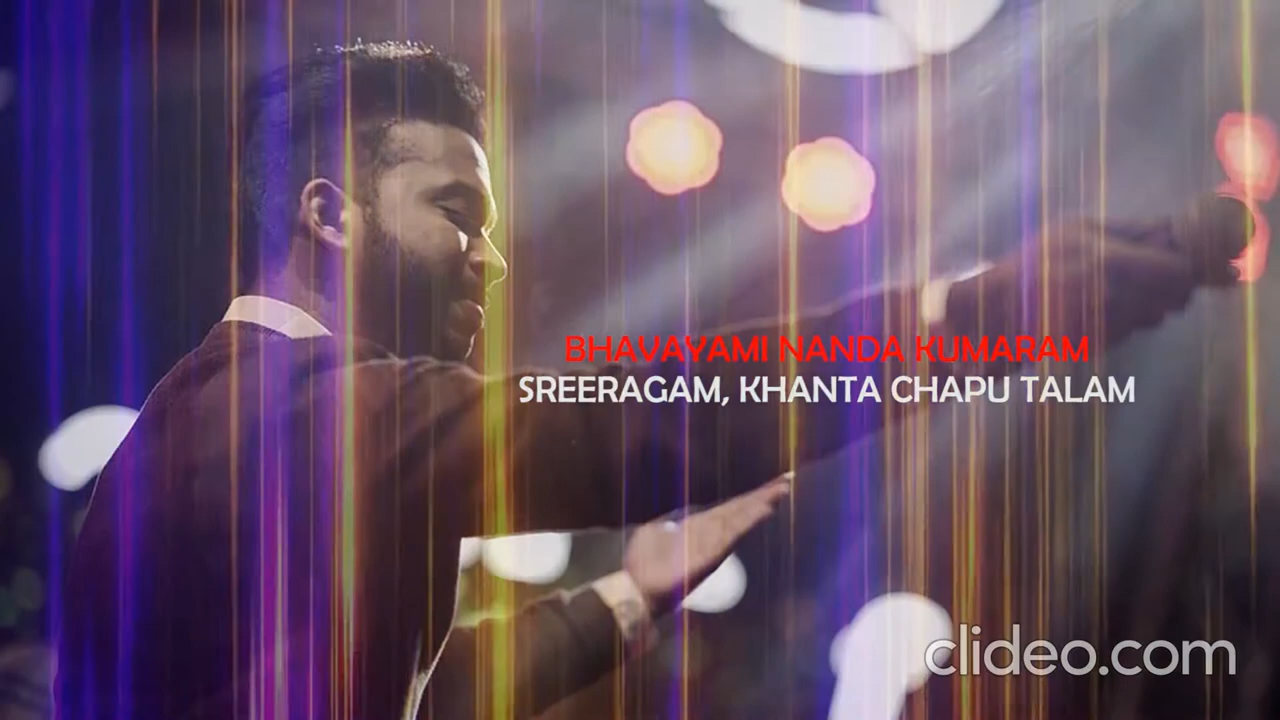 BHAVAYAMI NANDA KUMARAM
SREERAGAM, KHANTA CHAPU TALAM
clideo.com